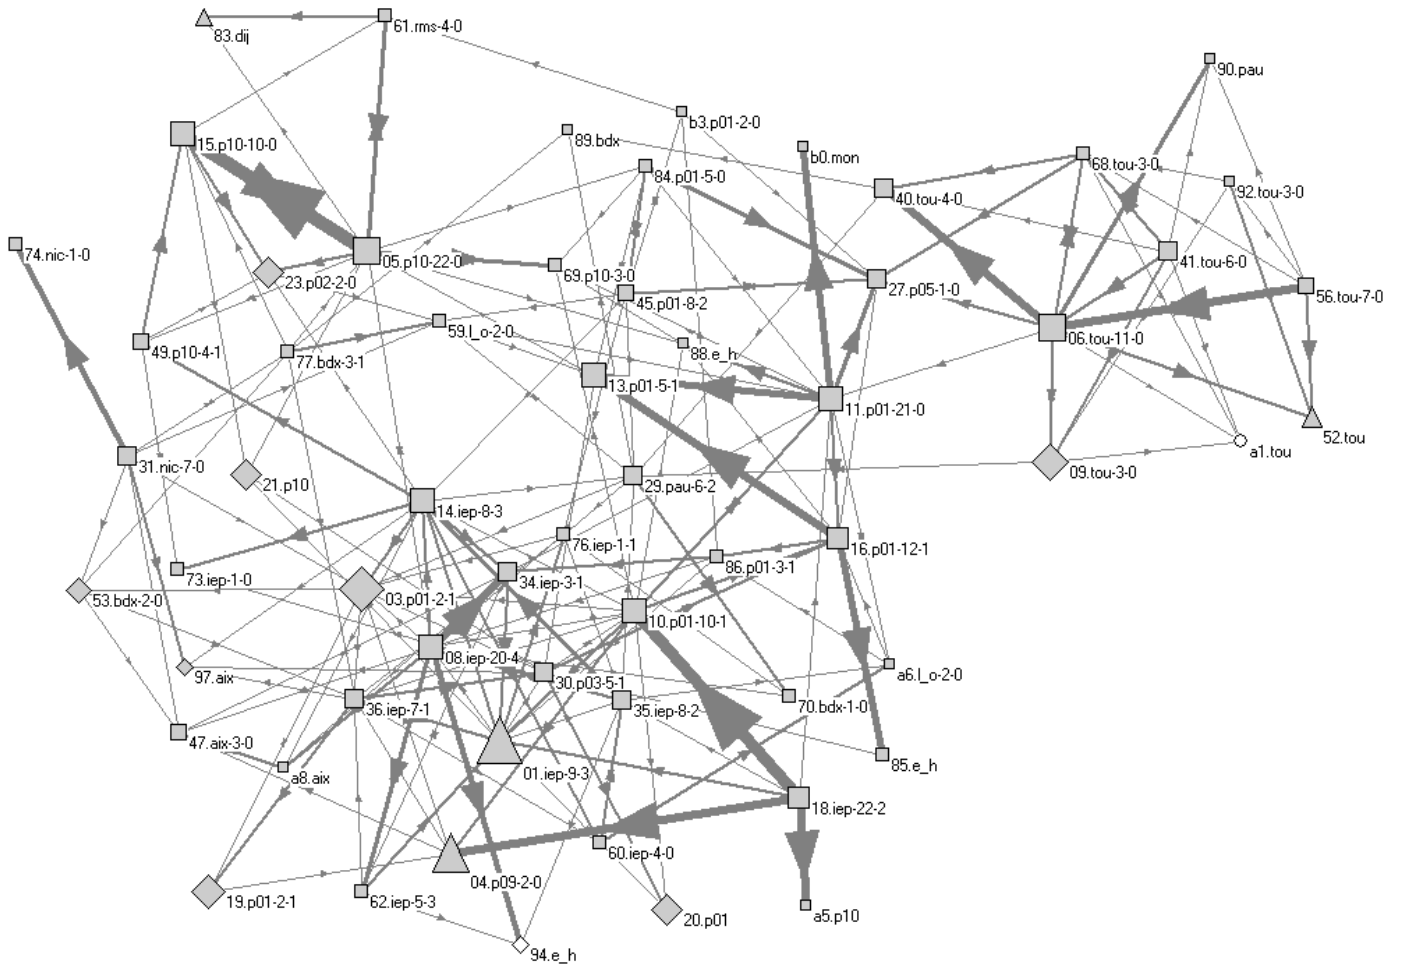 83.dij
61.rms-4-0
90.pau
b3.p01-2-0
89.bdx
b0.mon
15.p10-10-0
84.p01-5-0
68.tou-3-0
92.tou-3-0
40.tou-4-0
74.nic-1-0
05.p10-22-0
41.tou-6-0
23.p02-2-0
69.p10-3-0
27.p05-1-0
56.tou-7-0
45.p01-8-2
59.l_o-2-0
06.tou-11-0
49.p10-4-1
77.bdx-3-1
88.e_h
13.p01-5-1
11.p01-21-0
52.tou
a1.tou
31.nic-7-0
09.tou-3-0
21.p10
29.pau-6-2
14.iep-8-3
76.iep-1-1
16.p01-12-1
86.p01-3-1
73.iep-1-0
34.iep-3-1
53.bdx-2-0
03.p01-2-1
10.p01-10-1
08.iep-20-4
97.aix
30.p03-5-1
a6.l_o-2-0
36.iep-7-1
35.iep-8-2
70.bdx-1-0
47.aix-3-0
a8.aix
01.iep-9-3
85.e_h
18.iep-22-2
60.iep-4-0
04.p09-2-0
19.p01-2-1
62.iep-5-3
20.p01
a5.p10
94.e_h